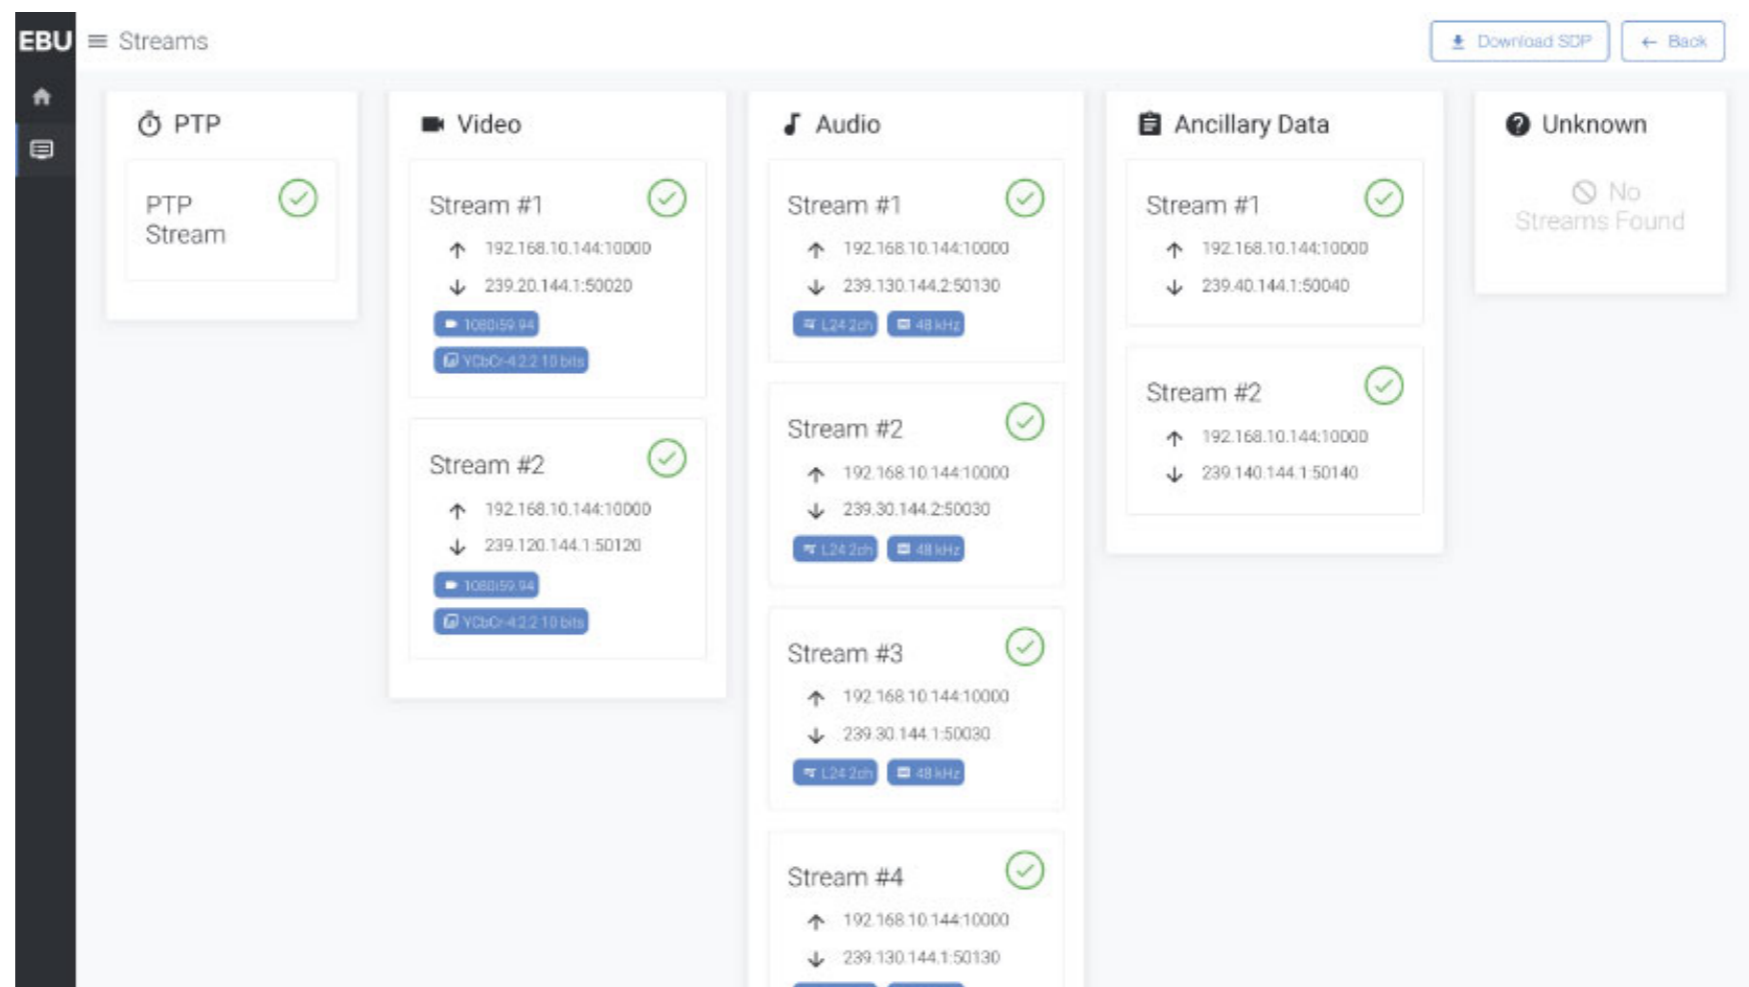 EBU
Streams
Download SDP
Back
PTP
PTP
Stream
Video
Stream #1
192.168.10.144:10000
239.20.144.1:50020
1080i59.94
YCbCr-4:2:2 10 bits
Stream #2
192.168.10.144:10000
239.120.144.1:50120
1080i59.94
YCbCr-4:2:2 10 bits
Audio
Stream #1
192.168.10.144:10000
239.130.144.2:50130
L24 2ch 48 kHz
Stream #2
192.168.10.144:10000
239.30.144.2:50030
L24 2ch 48 kHz
Stream #3
192.168.10.144:10000
239.30.144.1:50030
L24 2ch 48 kHz
Stream #4
192.168.10.144:10000
239.130.144.1:50130
Ancillary Data
Stream #1
192.168.10.144:10000
239.40.144.1:50040
Stream #2
192.168.10.144:10000
239.140.144.1:50140
Unknown
No
Streams Found